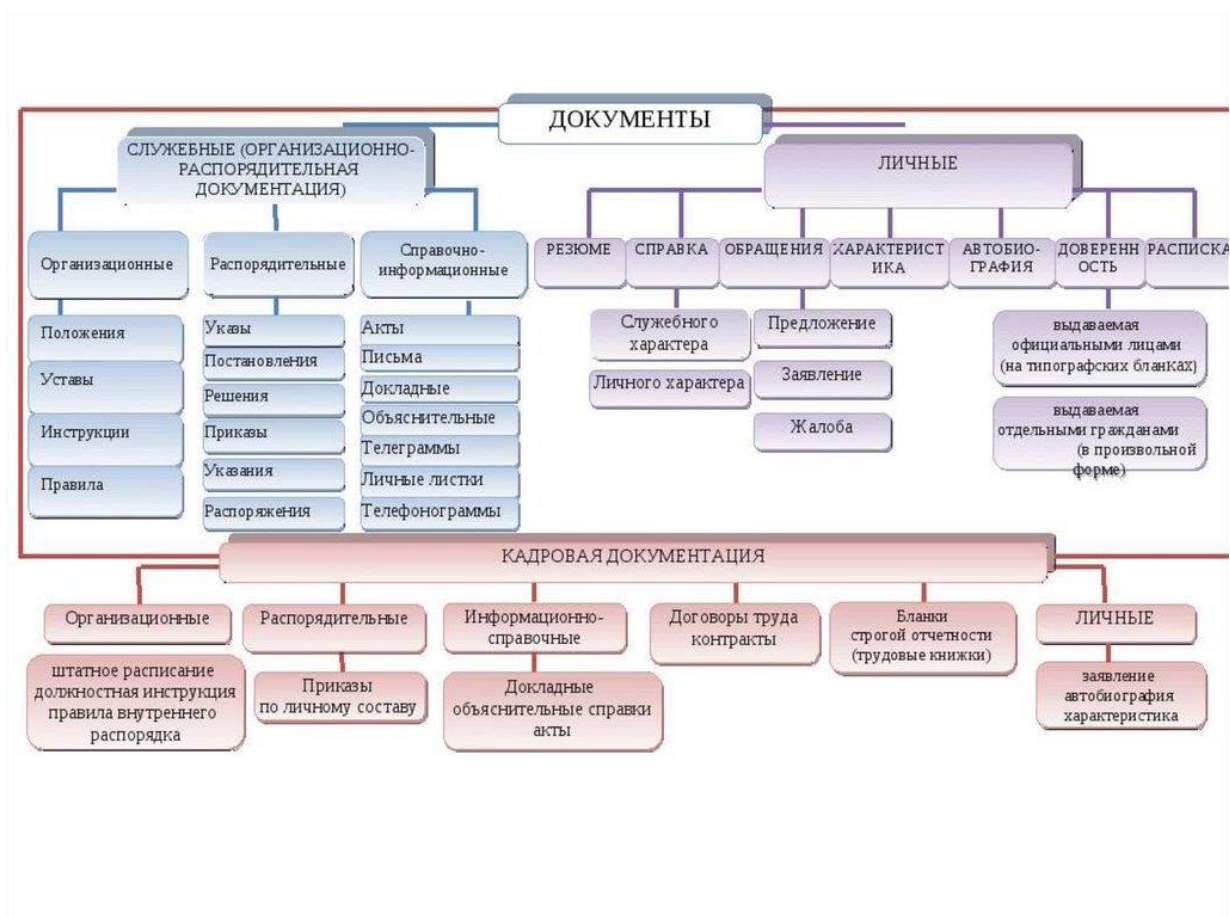 ДОКУМЕНТЫ
СЛУЖЕБНЫЕ (ОРГАНИЗАЦИОННО-
РАСПОРЯДИТЕЛЬНАЯ
ДОКУМЕНТАЦИЯ)
ЛИЧНЫЕ
Организационные
Распорядительные
Справочно-
информационные
РЕЗЮМЕ
СПРАВКА
ОБРАЩЕНИЯ
ХАРАКТЕРИСТ
ИКА
АВТОБИО-
ГРАФИЯ
ДОВЕРЕНН
ОСТЬ
РАСПИСКА
Положения
Уставы
Инструкции
Правила
Указы
Постановления
Решения
Приказы
Указания
Распоряжения
Акты
Письма
Докладные
Объяснительные
Телеграммы
Личные листки
Телефонограммы
Служебного
характера
Личного характера
Предложение
Заявление
Жалоба
выдаваемая
официальными лицами
(на типографских бланках)
выдаваемая
отдельными гражданами
(в произвольной
форме)
КАДРОВАЯ ДОКУМЕНТАЦИЯ
Организационные
Распорядительные
Информационно-
справочные
Договоры труда
контракты
Бланки
строгой отчетности
(трудовые книжки)
ЛИЧНЫЕ
штатное расписание
должностная инструкция
правила внутреннего
распорядка
Приказы
по личному составу
Докладные
объяснительные справки
акты
заявление
автобиография
характеристика